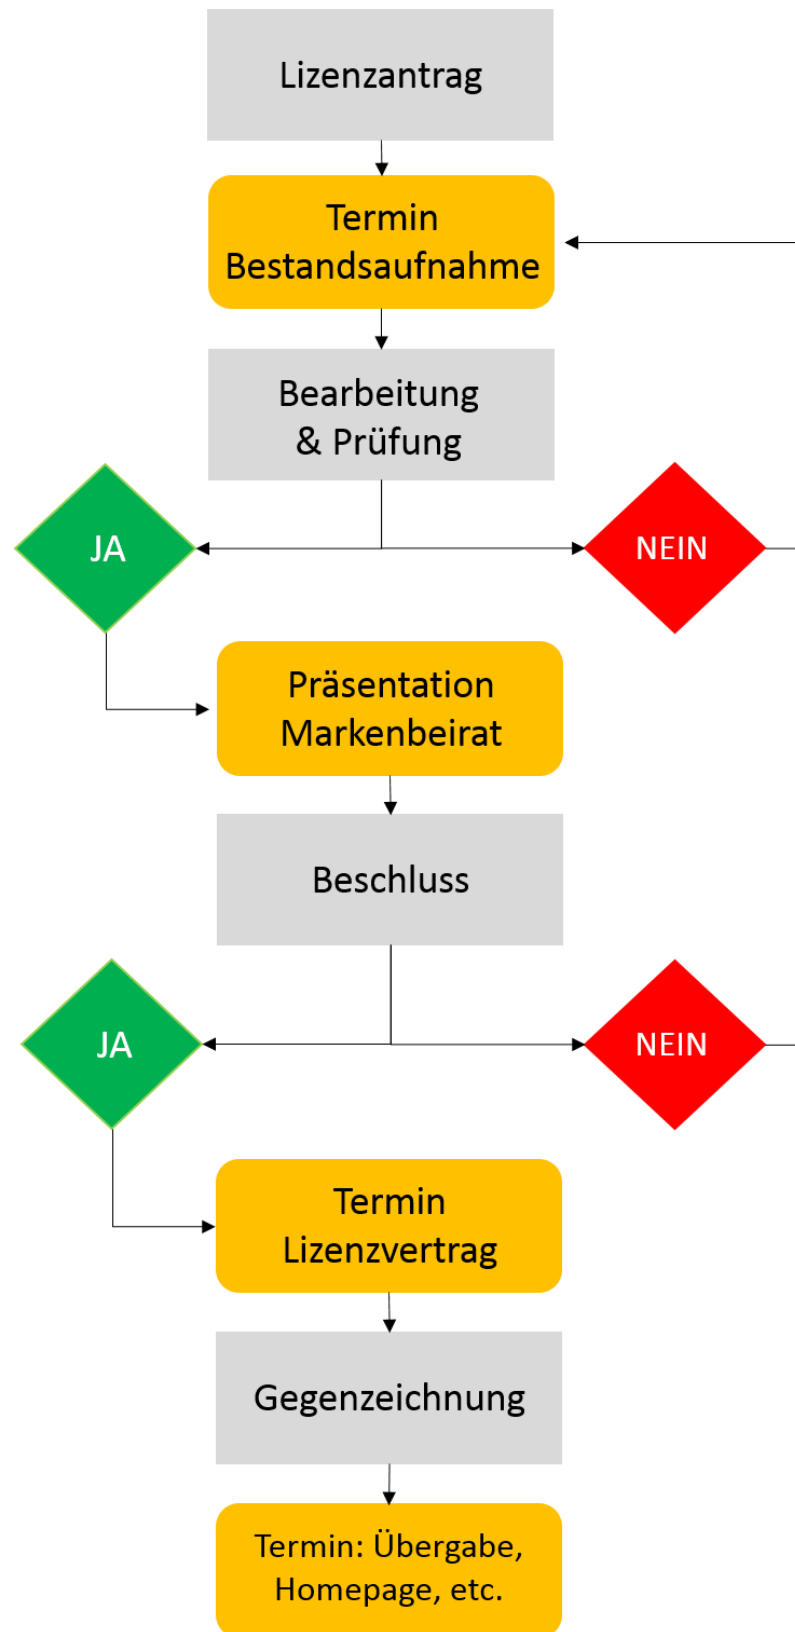 Lizenzantrag
Termin
Bestandsaufnahme
Bearbeitung
& Prüfung
JA
NEIN
Präsentation
Markenbeirat
Beschluss
JA
NEIN
Termin
Lizenzvertrag
Gegenzeichnung
Termin: Übergabe,
Homepage, etc.